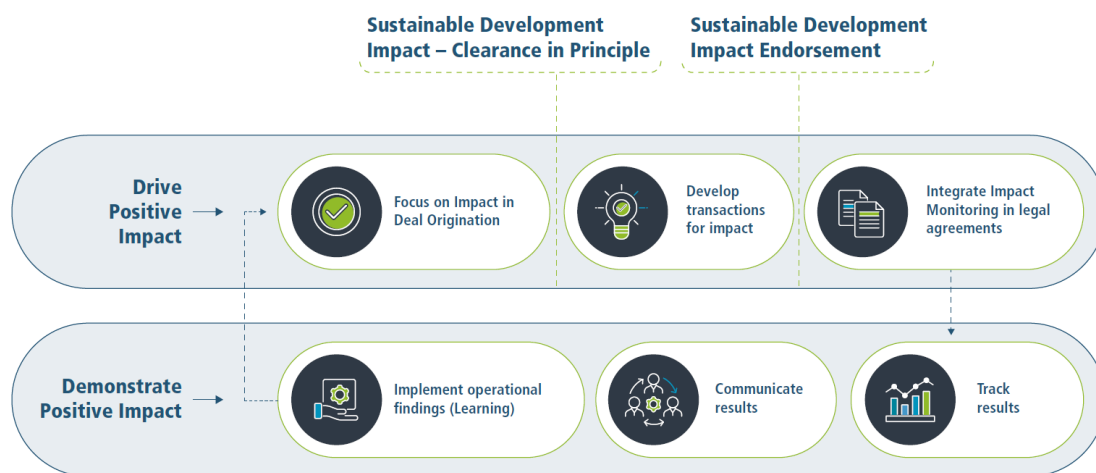 Sustainable Development
Impact – Clearance in Principle
Sustainable Development
Impact Endorsement
Drive
Positive
Impact
Focus on Impact in
Deal Origination
Develop
transactions
for impact
Integrate Impact
Monitoring in legal
agreements
Demonstrate
Positive Impact
Implement operational
findings (Learning)
Communicate
results
Track
results